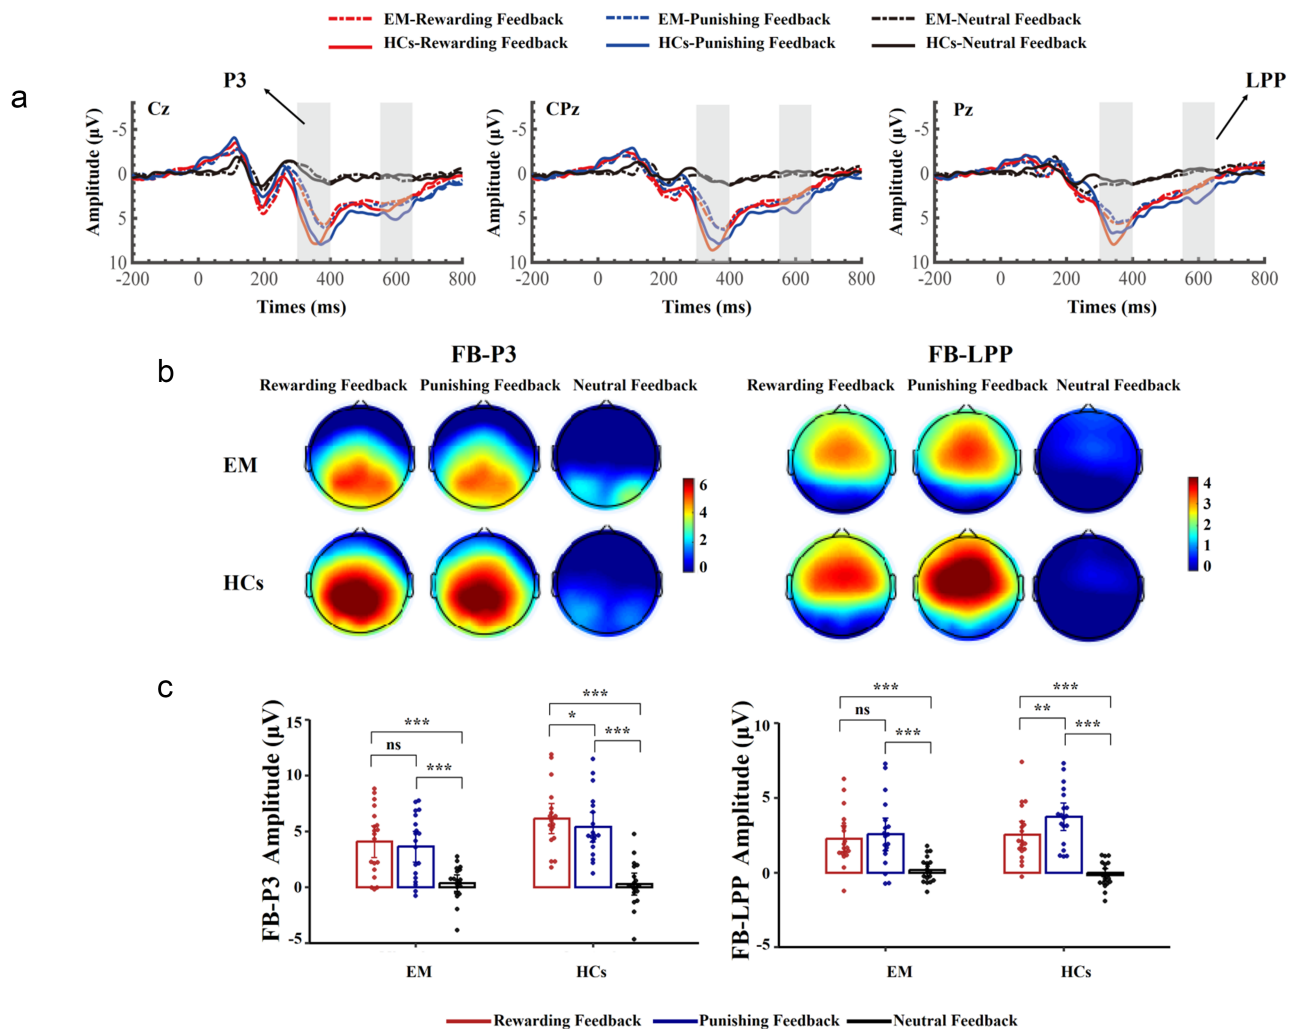 EM-Rewarding Feedback EM-Punishing Feedback EM-Neutral Feedback
HCs-Rewarding Feedback HCs-Punishing Feedback HCs-Neutral Feedback
a
P3 LPP
Cz CPz Pz
Amplitude (μV) Amplitude (μV) Amplitude (μV)
-5 -5 -5
0 0 0
5 5 5
10 10 10
-200 0 200 400 600 800 -200 0 200 400 600 800 -200 0 200 400 600 800
Times (ms) Times (ms) Times (ms)
b
FB-P3 FB-LPP
Rewarding Feedback Punishing Feedback Neutral Feedback Rewarding Feedback Punishing Feedback Neutral Feedback
EM
6 4
4 3
2 2
0 1
0
HCs
c
FB-P3 Amplitude (μV) FB-LPP Amplitude (μV)
15 10
10 5
5 0
0 -5
-5
*** ns *** *** * *** *** ns *** *** ** ***
EM HCs EM HCs
Rewarding Feedback Punishing Feedback Neutral Feedback